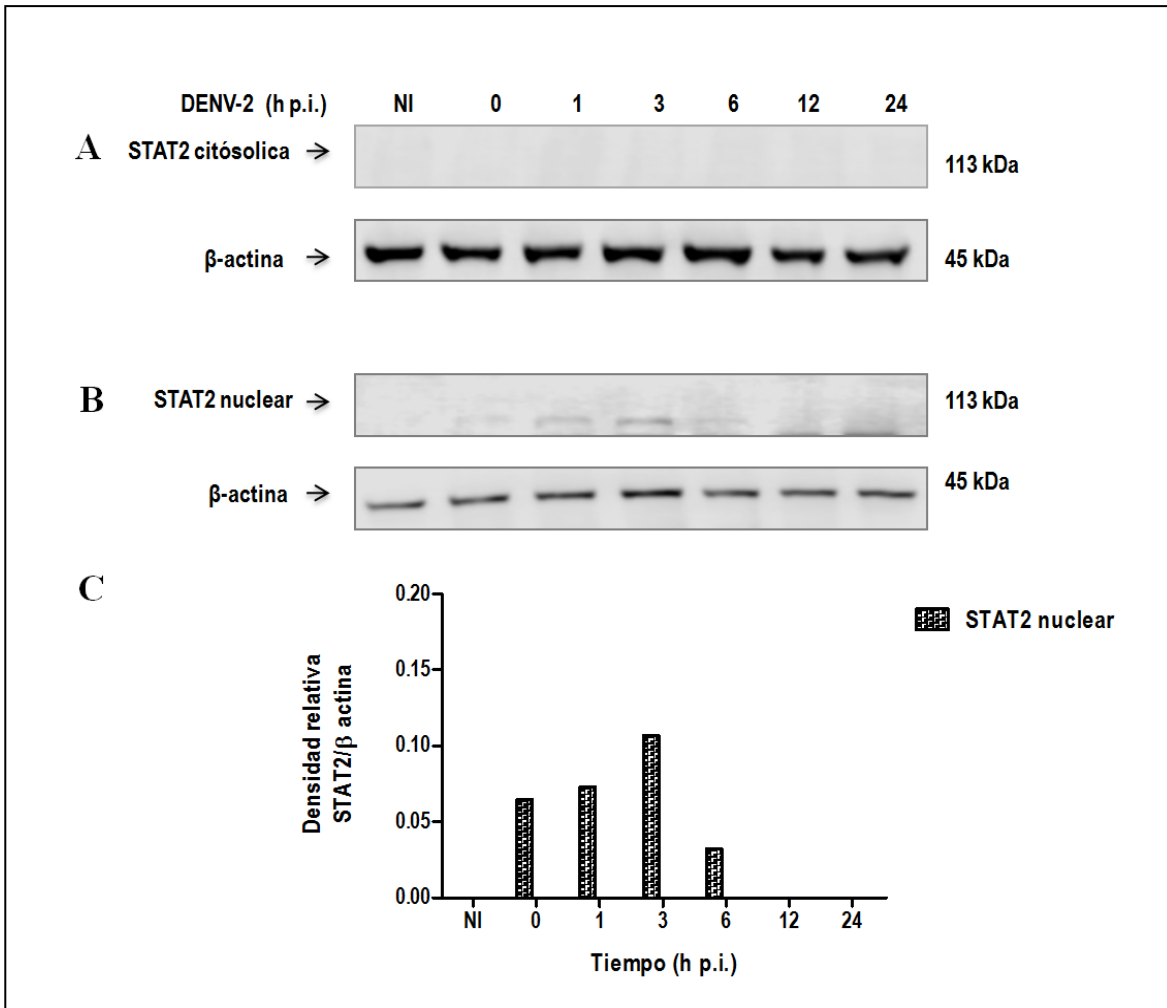 DENV-2 (h p.i.) NI 0 1 3 6 12 24
A STAT2 citósolica → 113 kDa
β-actina → 45 kDa
B STAT2 nuclear → 113 kDa
β-actina → 45 kDa
C
Densidad relativa
STAT2/β actina
0.20
0.15
0.10
0.05
0.00
NI 0 1 3 6 12 24
Tiempo (h p.i.)
STAT2 nuclear